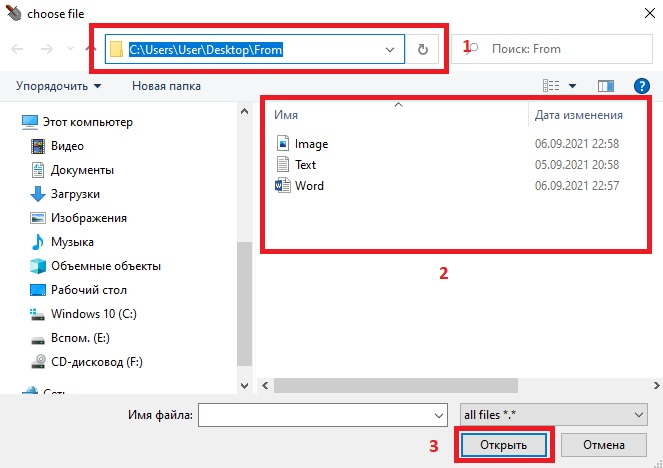 choose file
C:\Users\User\Desktop\From
1
Поиск: From
Упорядочить
Новая папка
?
Этот компьютер
Видео
Документы
Загрузки
Изображения
Музыка
Объемные объекты
Рабочий стол
Windows 10 (C:)
Вспом. (E:)
CD-дисковод (F:)
Сеть
Имя Дата изменения
Image 06.09.2021 22:58
Text 05.09.2021 20:58
Word 06.09.2021 22:57
2
Имя файла:
all files *.*
3
Открыть
Отмена